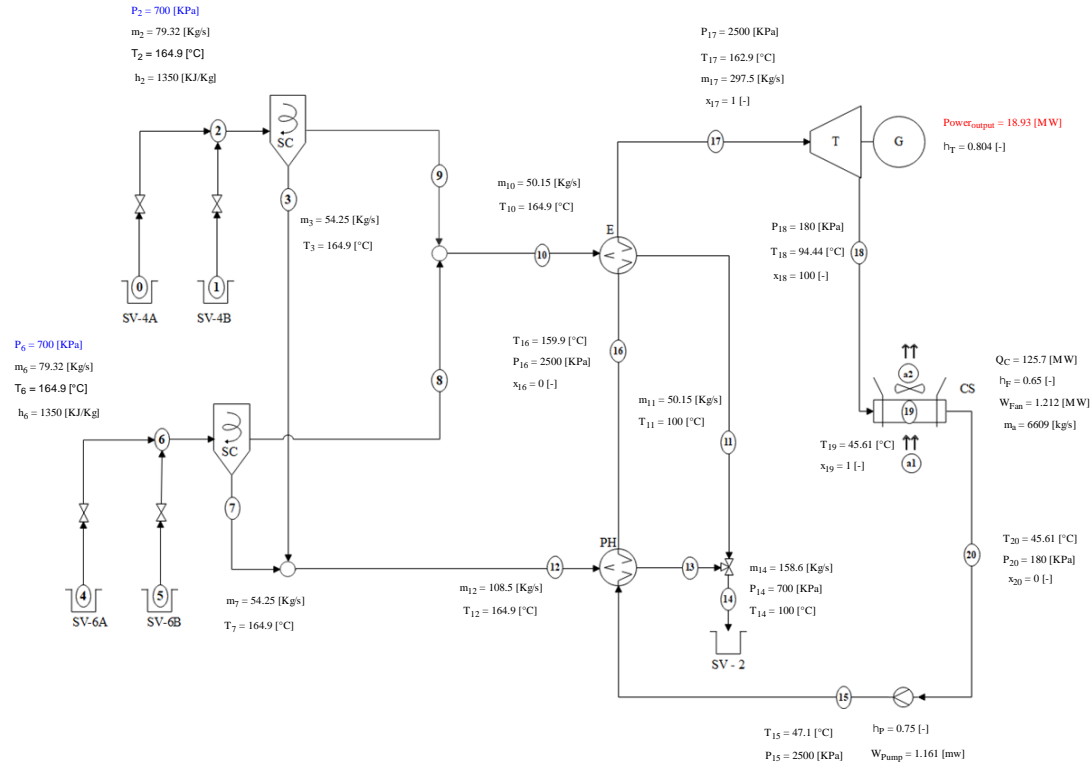 P2 = 700 [KPa]
m2 = 79.32 [Kg/s]
T2 = 164.9 [°C]
h2 = 1350 [KJ/Kg]
SC
2
9
3
m3 = 54.25 [Kg/s]
T3 = 164.9 [°C]
0
1
SV-4A
SV-4B
P17 = 2500 [KPa]
T17 = 162.9 [°C]
m17 = 297.5 [Kg/s]
x17 = 1 [-]
17
T
G
Poweroutput = 18.93 [MW]
hT = 0.804 [-]
m10 = 50.15 [Kg/s]
T10 = 164.9 [°C]
10
E
P18 = 180 [KPa]
T18 = 94.44 [°C]
x18 = 100 [-]
18
P6 = 700 [KPa]
m6 = 79.32 [Kg/s]
T6 = 164.9 [°C]
h6 = 1350 [KJ/Kg]
8
T16 = 159.9 [°C]
P16 = 2500 [KPa]
x16 = 0 [-]
16
m11 = 50.15 [Kg/s]
T11 = 100 [°C]
11
a2
CS
19
a1
T19 = 45.61 [°C]
x19 = 1 [-]
QC = 125.7 [MW]
hF = 0.65 [-]
WFan = 1.212 [MW]
ma = 6609 [kg/s]
6
SC
7
4
5
SV-6A
SV-6B
m7 = 54.25 [Kg/s]
T7 = 164.9 [°C]
12
m12 = 108.5 [Kg/s]
T12 = 164.9 [°C]
PH
13
14
SV - 2
m14 = 158.6 [Kg/s]
P14 = 700 [KPa]
T14 = 100 [°C]
20
T20 = 45.61 [°C]
P20 = 180 [KPa]
x20 = 0 [-]
15
T15 = 47.1 [°C]
P15 = 2500 [KPa]
hP = 0.75 [-]
WPump = 1.161 [mw]